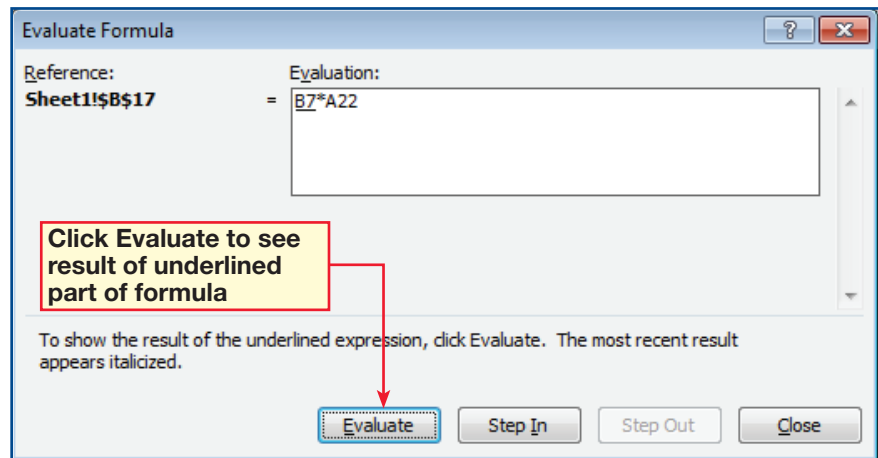 Evaluate Formula
Reference:
Evaluation:
Sheet1!$B$17 = B7*A22
Click Evaluate to see
result of underlined
part of formula
To show the result of the underlined expression, click Evaluate. The most recent result
appears italicized.
Evaluate Step In Step Out Close